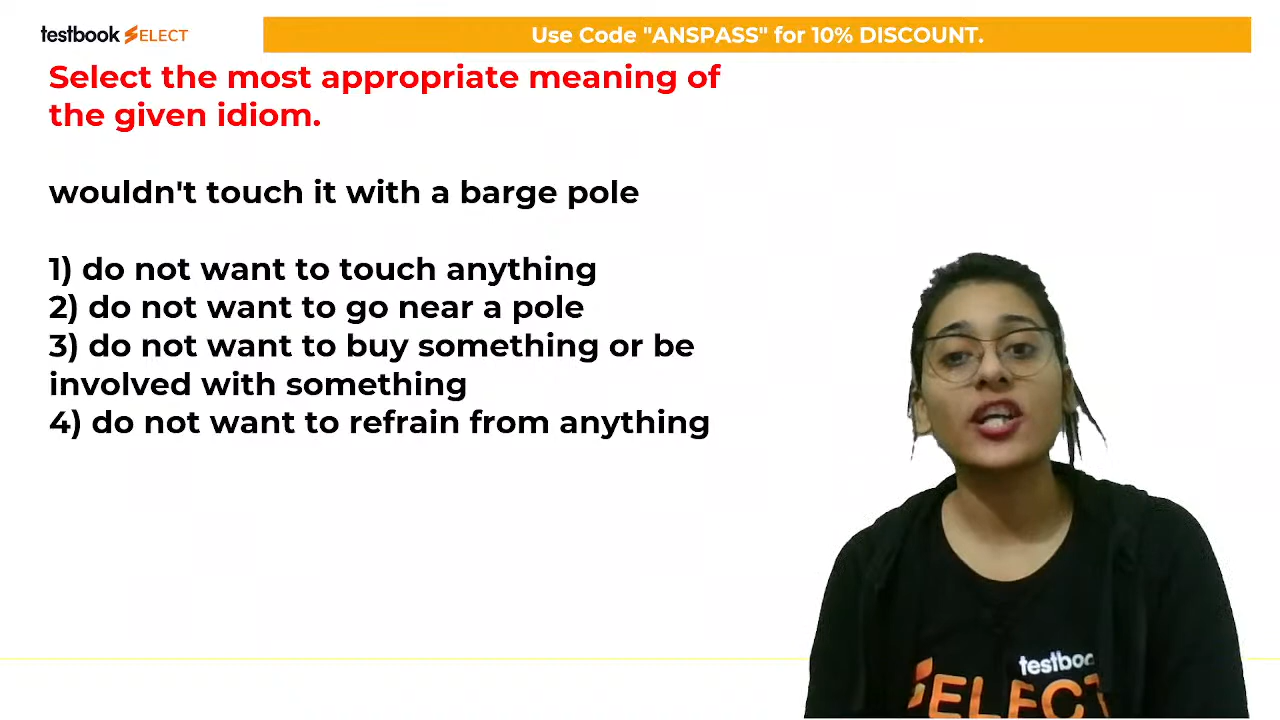 testbook SELECT
Use Code "ANSPASS" for 10% DISCOUNT.
Select the most appropriate meaning of
the given idiom.
wouldn't touch it with a barge pole
1) do not want to touch anything
2) do not want to go near a pole
3) do not want to buy something or be
involved with something
4) do not want to refrain from anything
testbook
SELECT